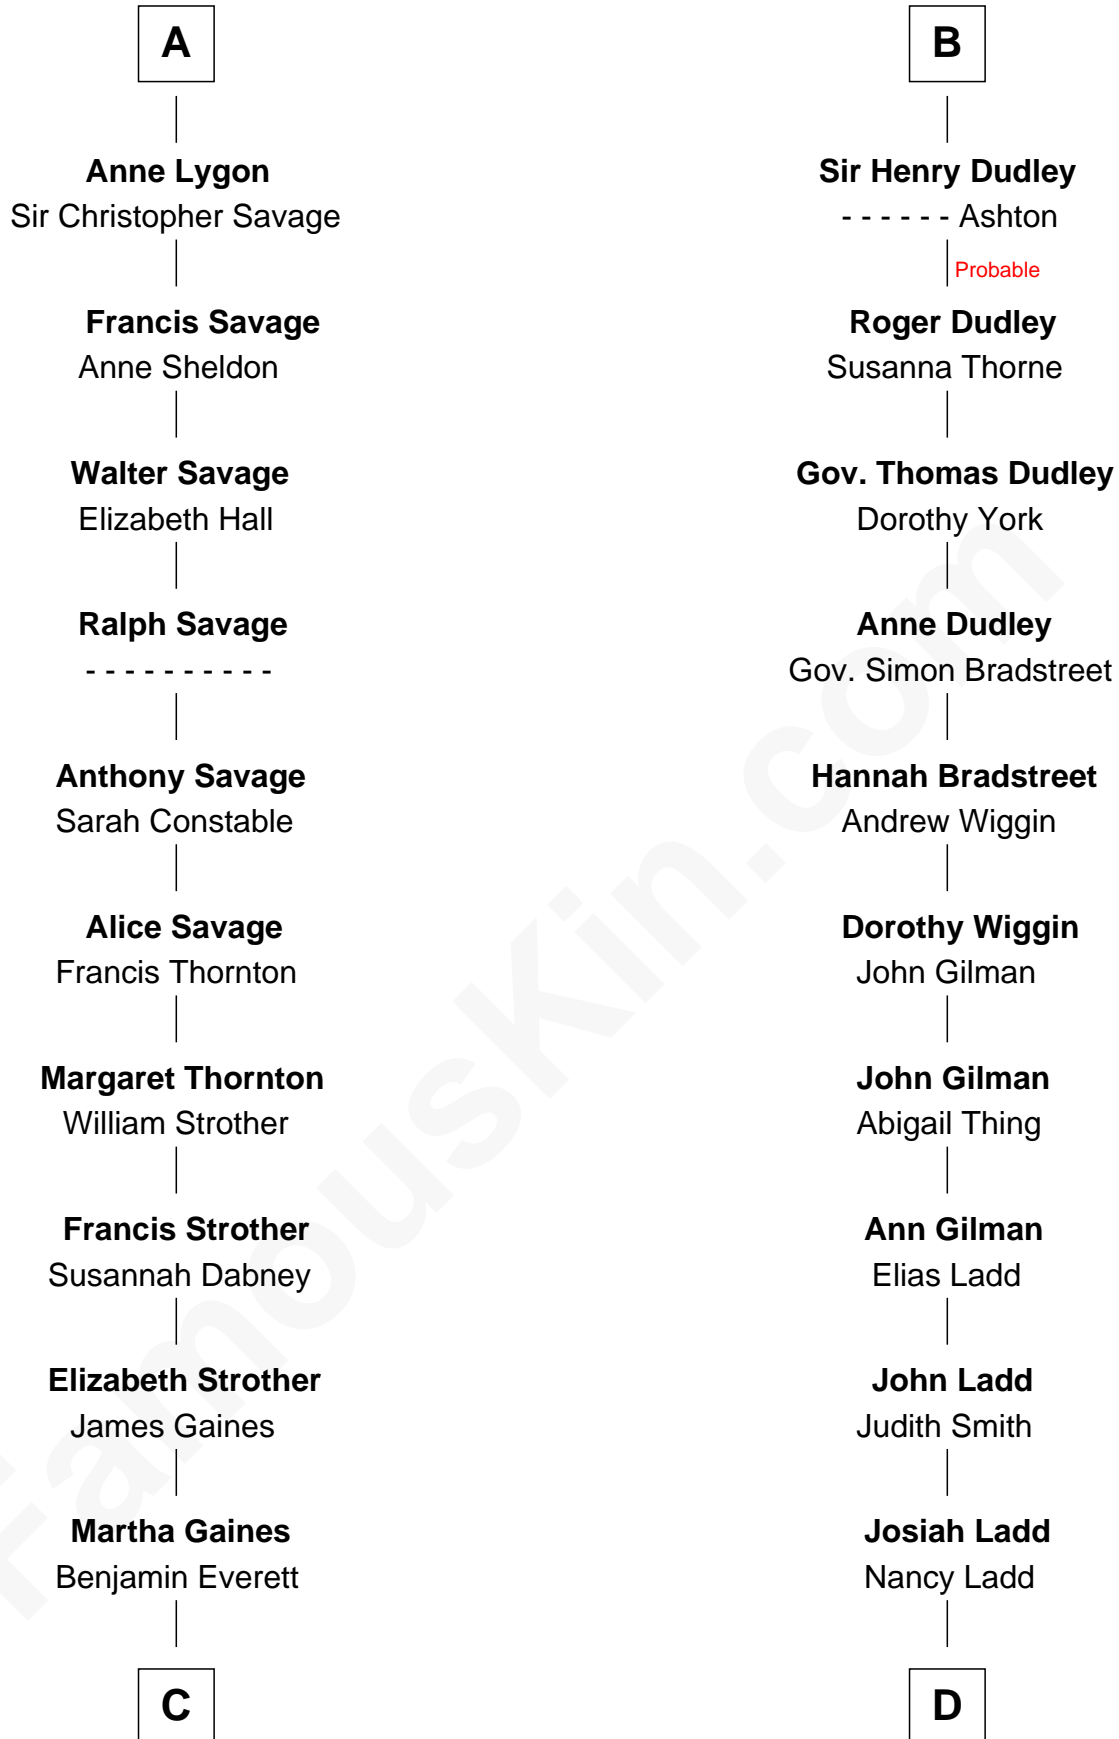 A
Anne Lygon
Sir Christopher Savage
Francis Savage
Anne Sheldon
Walter Savage
Elizabeth Hall
Ralph Savage
- - - - - - - - - -
Anthony Savage
Sarah Constable
Alice Savage
Francis Thornton
Margaret Thornton
William Strother
Francis Strother
Susannah Dabney
Elizabeth Strother
James Gaines
Martha Gaines
Benjamin Everett
C
B
Sir Henry Dudley
- - - - - - Ashton
Probable
Roger Dudley
Susanna Thorne
Gov. Thomas Dudley
Dorothy York
Anne Dudley
Gov. Simon Bradstreet
Hannah Bradstreet
Andrew Wiggin
Dorothy Wiggin
John Gilman
John Gilman
Abigail Thing
Ann Gilman
Elias Ladd
John Ladd
Judith Smith
Josiah Ladd
Nancy Ladd
D
FamousKin.com